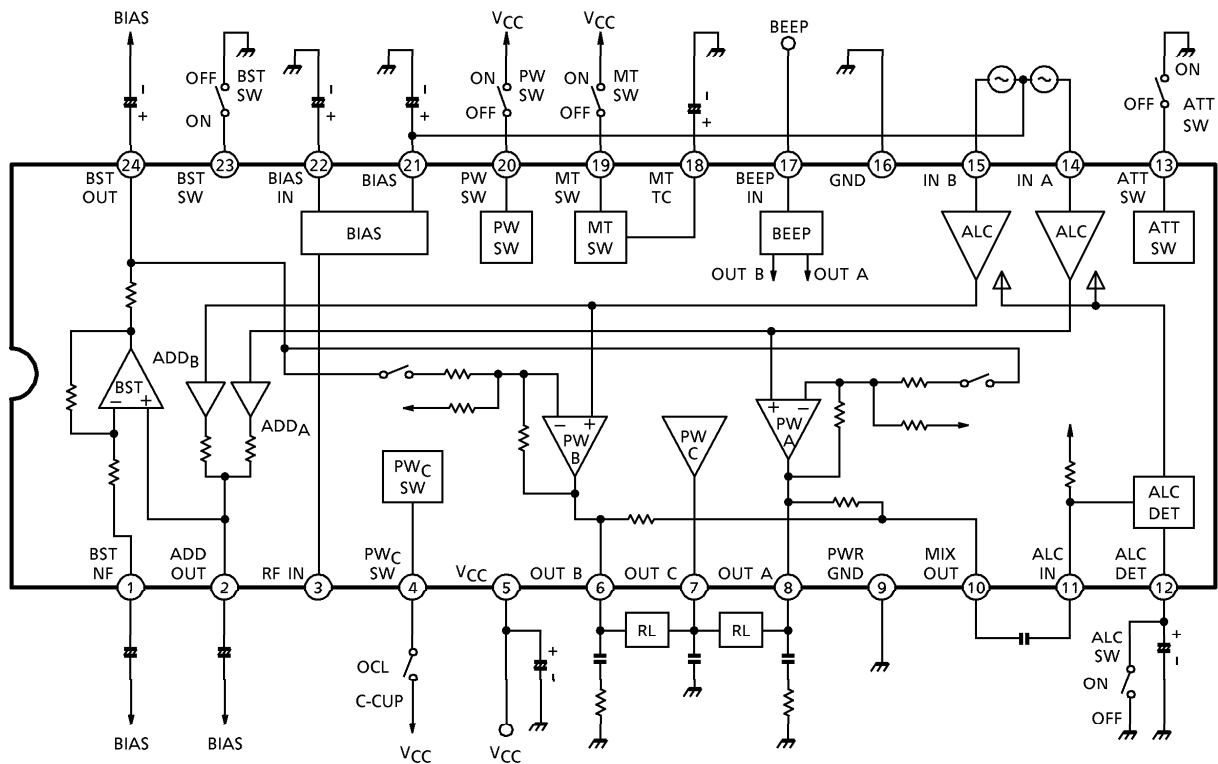 BIAS
VCC
VCC
BEEP
OFF BST SW
ON
ON PW SW
OFF
ON MT SW
OFF
ON
OFF ATT SW
- + - + - + - +
24 23 22 21 20 19 18 17 16 15 14 13
BST OUT
BST SW
BIAS IN
BIAS
PW SW
MT SW
MT TC
BEEP IN
GND
IN B
IN A
ATT SW
BIAS
PW SW
MT SW
BEEP
ALC
ALC
ATT SW
OUT B
OUT A
ADDB
BST
- +
ADDA
- +
PW B
PW C
+ -
PW A
PWC SW
ALC DET
BST NF
ADD OUT
RF IN
PWC SW
VCC
OUT B
OUT C
OUT A
PWR GND
MIX OUT
ALC IN
ALC DET
1 2 3 4 5 6 7 8 9 10 11 12
RL
RL
+ -
OCL
C-CUP
ALC SW
ON
OFF
+ -
BIAS
BIAS
VCC
VCC